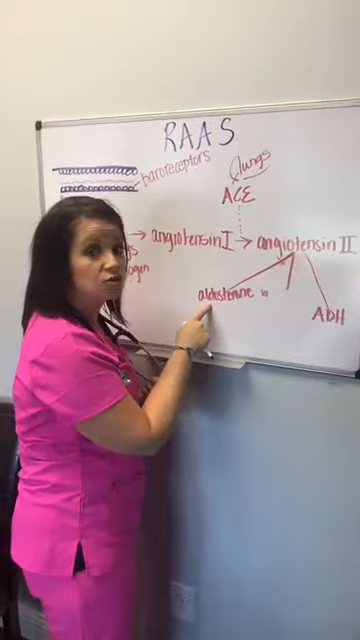 RAAS
baroreceptors
lungs
ACE
→ angiotensin I → angiotensin II
aldosterone
ADH